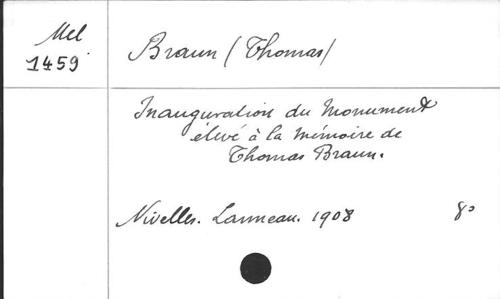 Mel
1459
Braun (Thomas)
Inauguration du Monument
élevé à la Mémoire de
Thomas Braun.
Nivelles. Lanneau. 1908 8°